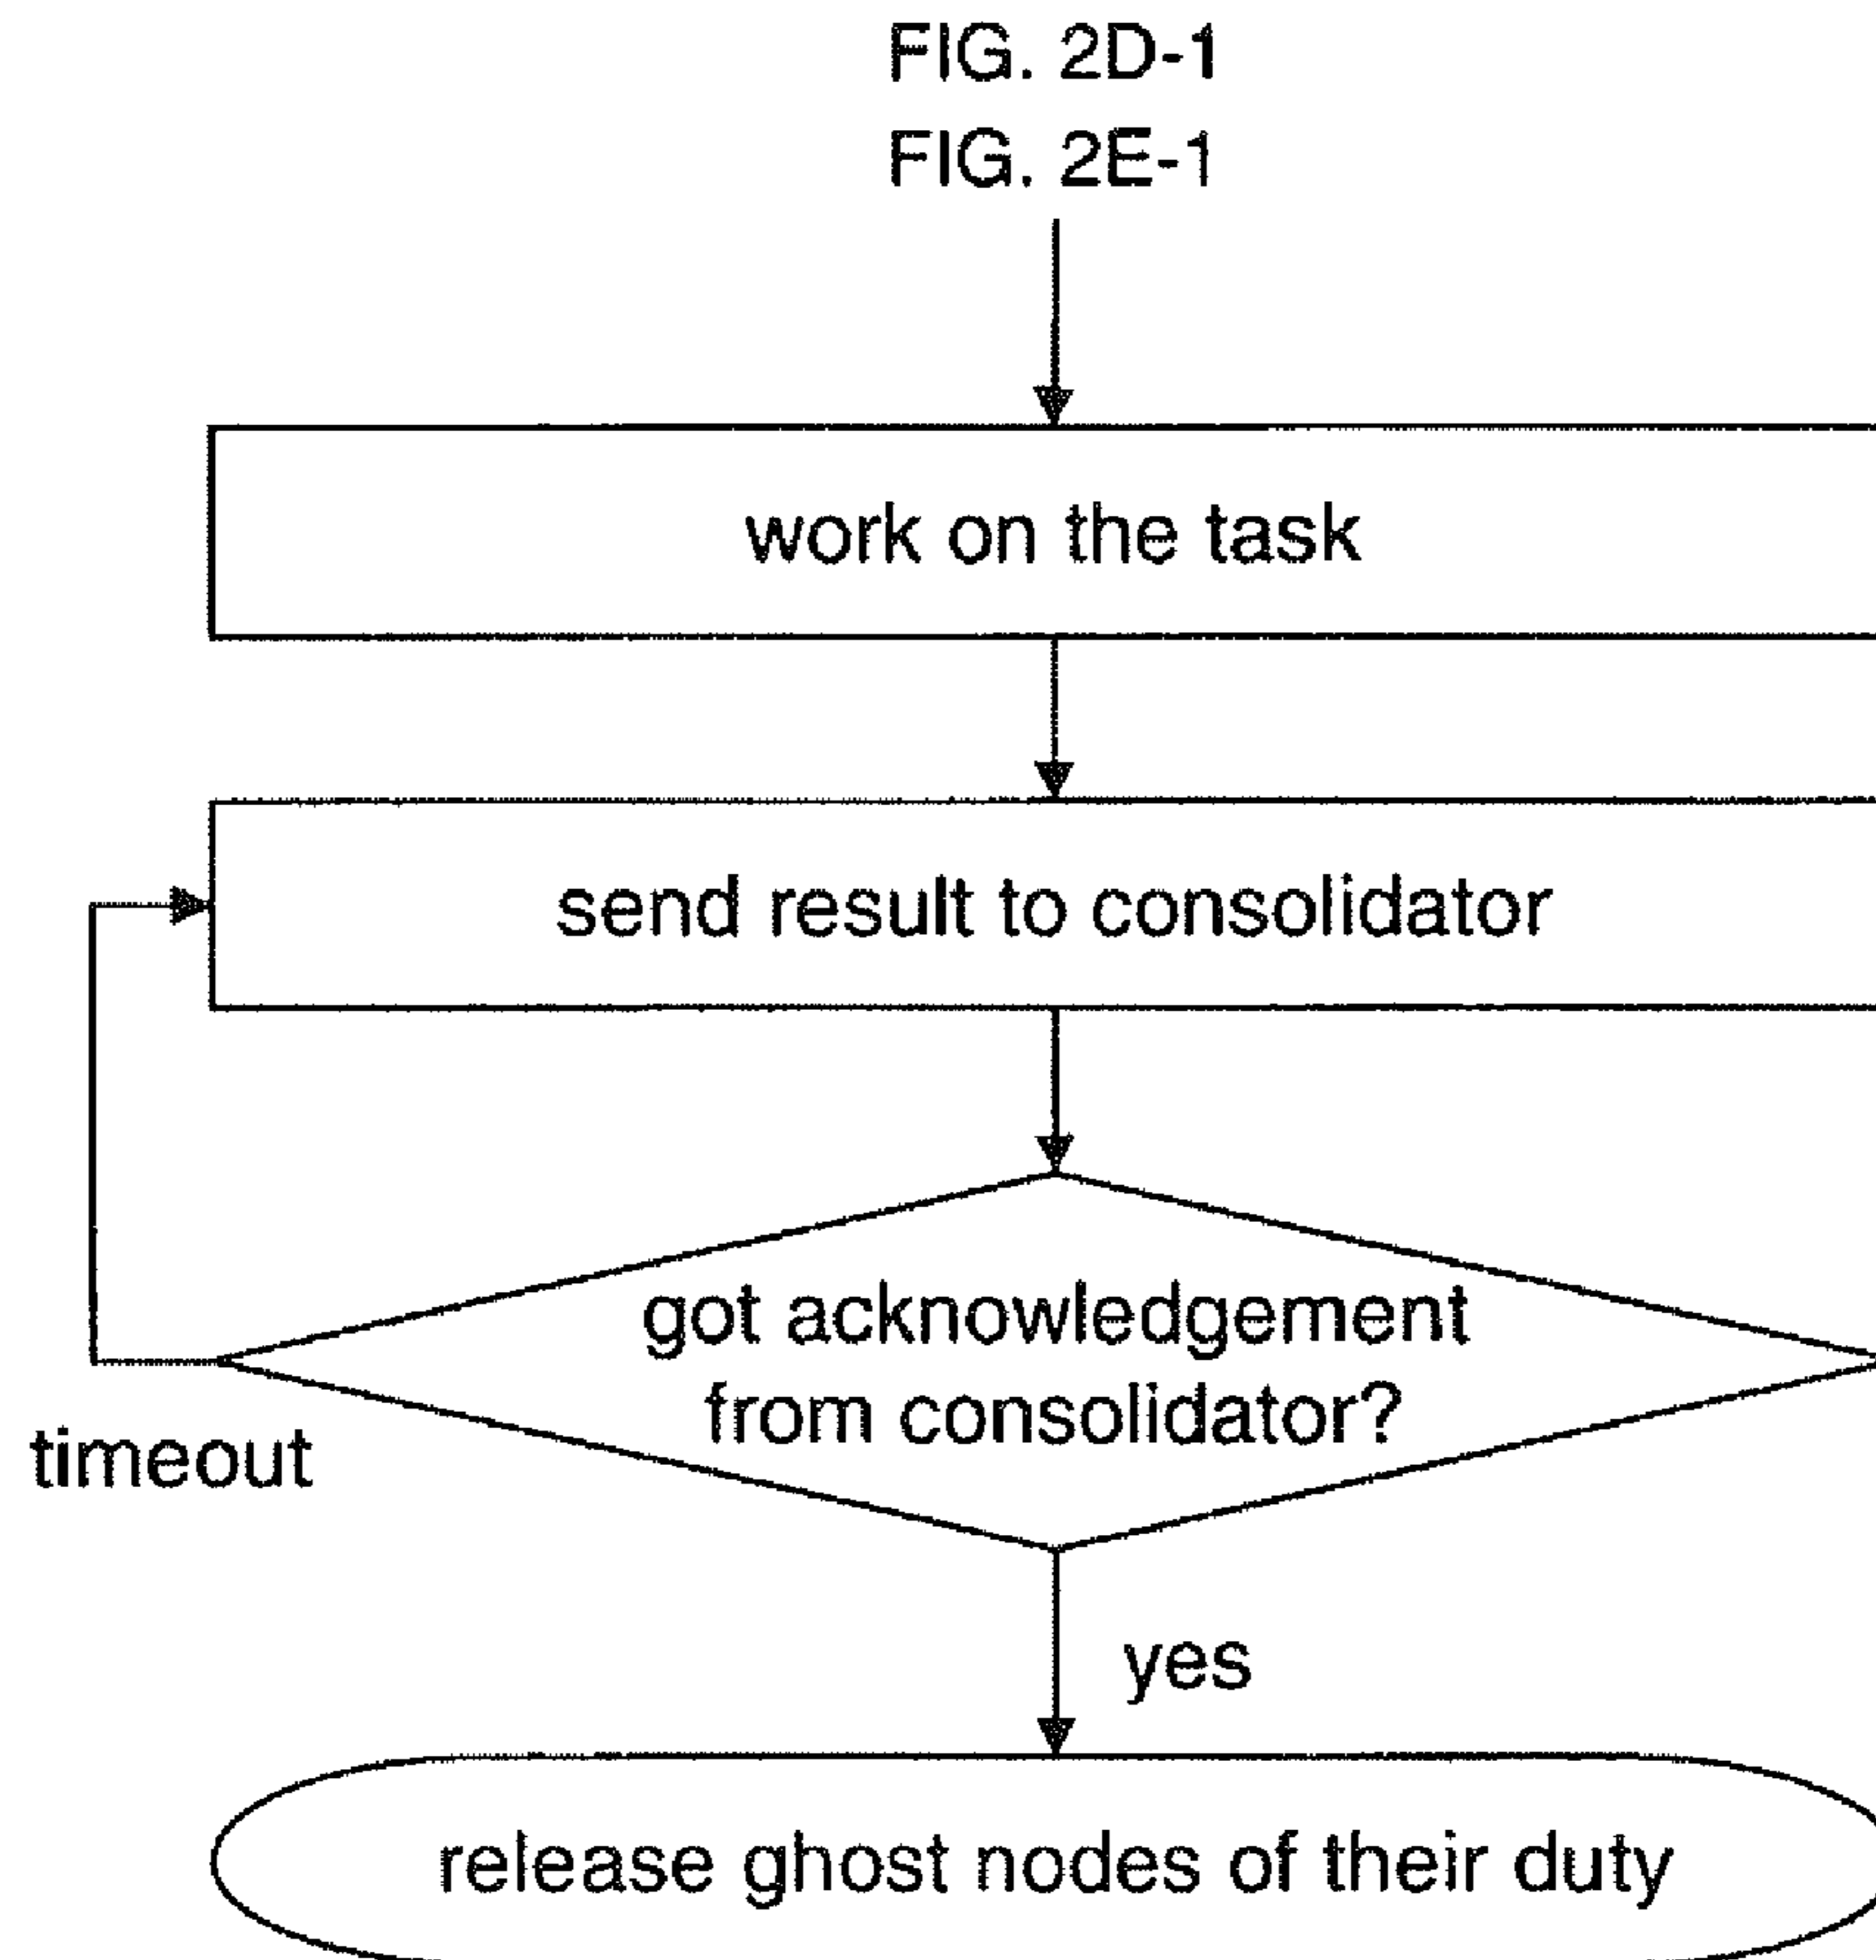 FIG. 2D-1
FIG. 2E-1
work on the task
send result to consolidator
got acknowledgement
from consolidator?
timeout
yes
release ghost nodes of their duty